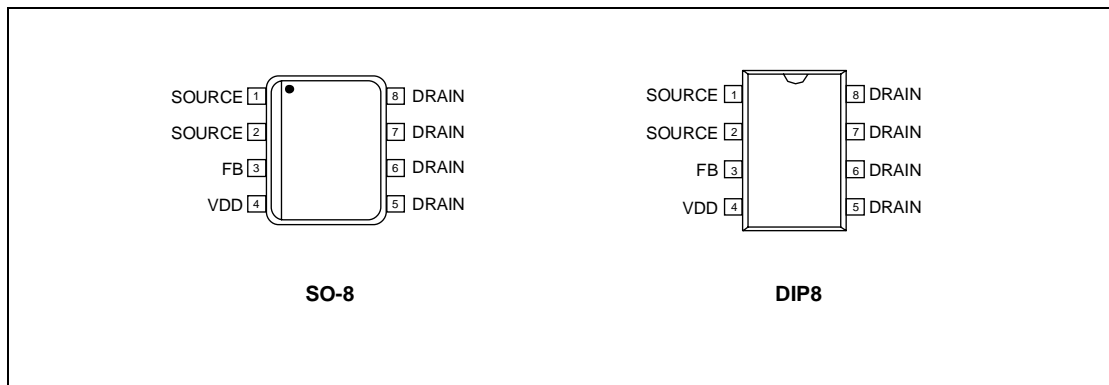 SOURCE 1 8 DRAIN
SOURCE 2 7 DRAIN
FB 3 6 DRAIN
VDD 4 5 DRAIN
SO-8
SOURCE 1 8 DRAIN
SOURCE 2 7 DRAIN
FB 3 6 DRAIN
VDD 4 5 DRAIN
DIP8